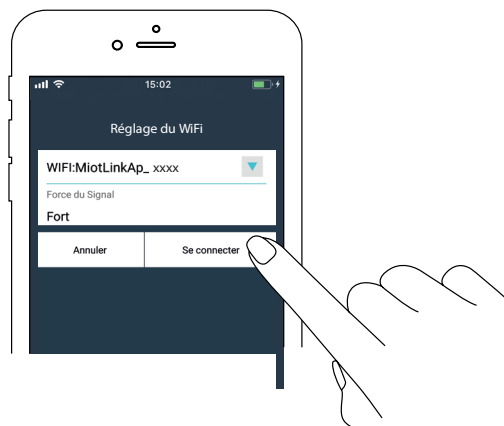 15:02
Réglage du WiFi
WIFI:MiotLinkAp_ xxxx
Force du Signal
Fort
Annuler Se connecter